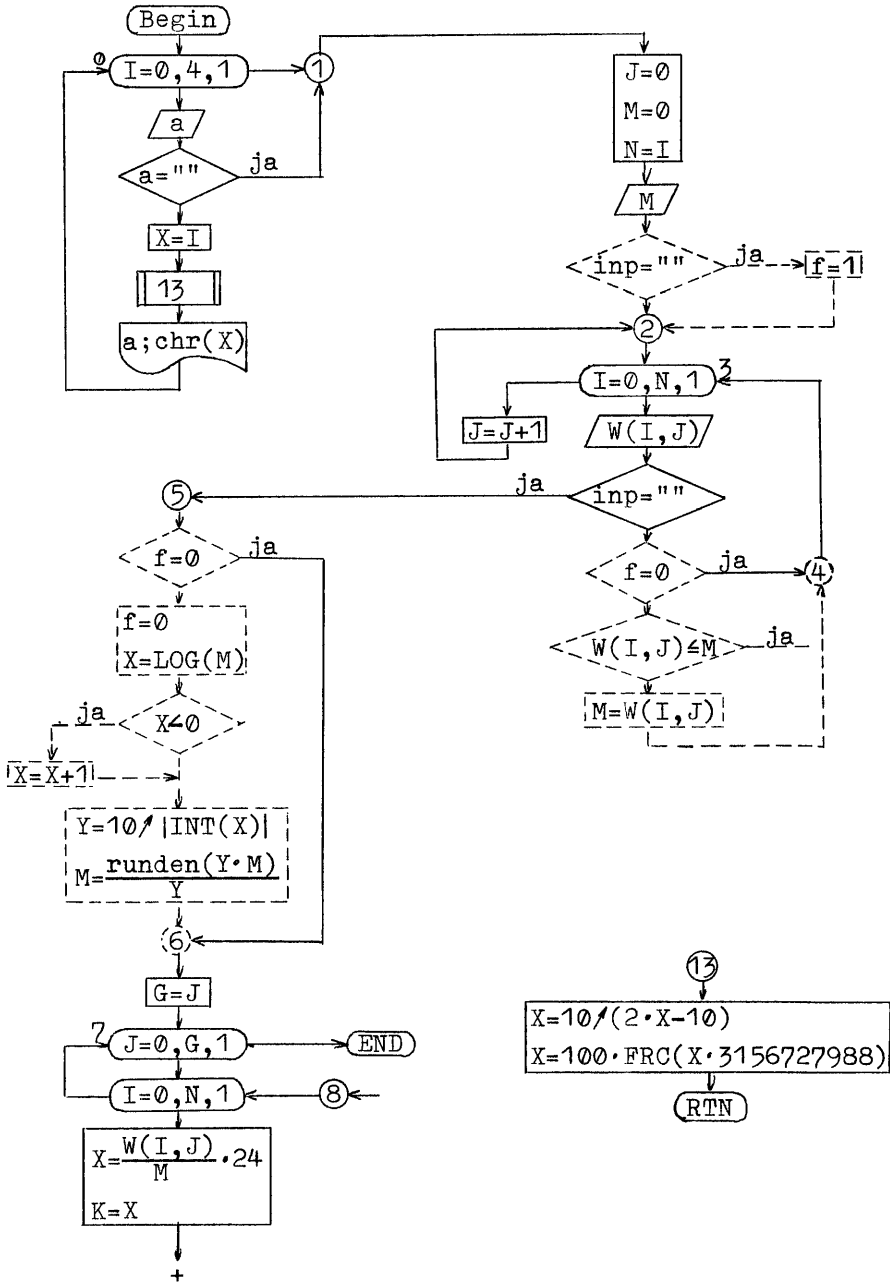 Begin
0
I=0,4,1
1
a
a=""
ja
X=I
13
a;chr(X)
J=0
M=0
N=I
M
inp=""
ja
f=1
2
I=0,N,1
3
J=J+1
W(I,J)
inp=""
ja
f=0
ja
4
W(I,J)≤M
ja
M=W(I,J)
5
f=0
ja
f=0
X=LOG(M)
X<0
ja
X=X+1
Y=10↗|INT(X)|
M=runden(Y·M)
Y
6
G=J
7
J=0,G,1
END
I=0,N,1
8
X=W(I,J)·24
M
K=X
+
13
X=10↗(2·X-10)
X=100·FRC(X·3156727988)
RTN